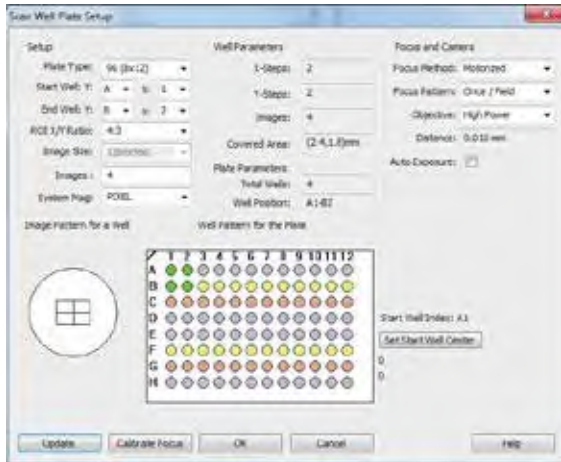 Scan Well Plate Setup
Setup
Plate Type: 96 (8x12)
Start Well: Y: A X: 1
End Well: Y: B X: 2
ROI X/Y Ratio: 4:3
Image Size:
Images : 4
System Mag: PIXEL
Well Parameters
X-Steps: 2
Y-Steps: 2
Images: 4
Covered Area: (2.4,1.8)mm
Plate Parameters
Total Wells: 4
Well Position: A1-B2
Focus and Camera
Focus Method: Motorized
Focus Pattern: Once / Field
Objective: High Power
Distance: 0.010 mm
Auto Exposure:
Image Pattern for a Well
Well Pattern for the Plate
1 2 3 4 5 6 7 8 9 10 11 12
A
B
C
D
E
F
G
H
Start Well Index: A1
Set Start Well Center
0
0
Update
Calibrate Focus
OK
Cancel
Help